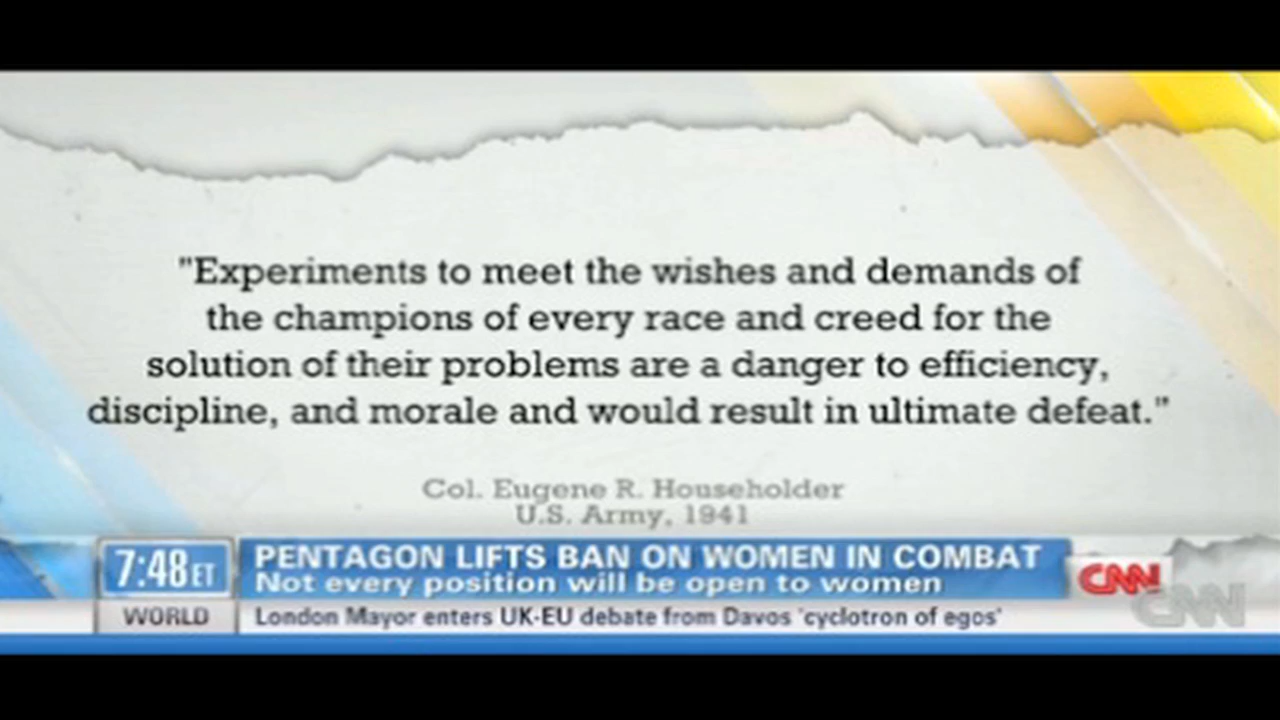 "Experiments to meet the wishes and demands of
the champions of every race and creed for the
solution of their problems are a danger to efficiency,
discipline, and morale and would result in ultimate defeat."
Col. Eugene R. Householder
U.S. Army, 1941
7:48 ET
PENTAGON LIFTS BAN ON WOMEN IN COMBAT
Not every position will be open to women
CNN
CNN
WORLD
London Mayor enters UK-EU debate from Davos 'cyclotron of egos'